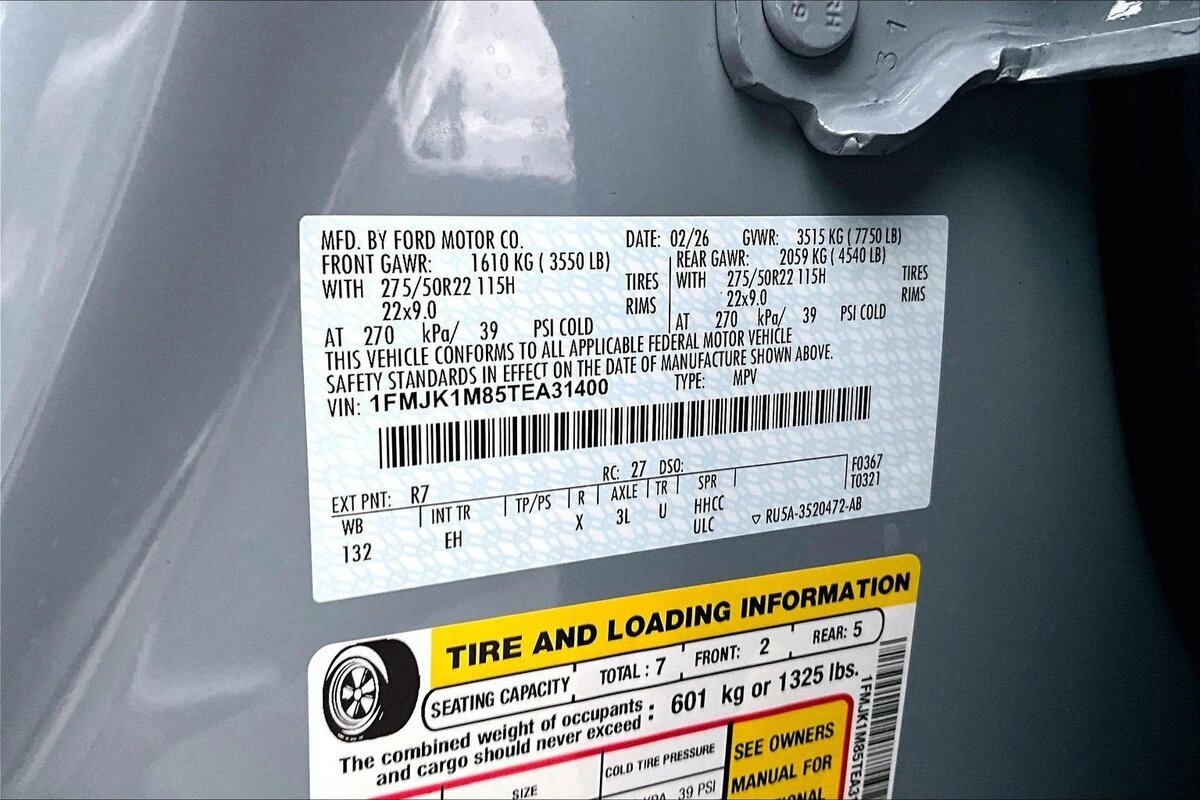 RH
31
MFD. BY FORD MOTOR CO. DATE: 02/26 GVWR: 3515 KG ( 7750 LB)
FRONT GAWR: 1610 KG ( 3550 LB) REAR GAWR: 2059 KG ( 4540 LB)
WITH 275/50R22 115H TIRES WITH 275/50R22 115H TIRES
22x9.0 RIMS 22x9.0 RIMS
AT 270 kPa/ 39 PSI COLD AT 270 kPa/ 39 PSI COLD
THIS VEHICLE CONFORMS TO ALL APPLICABLE FEDERAL MOTOR VEHICLE
SAFETY STANDARDS IN EFFECT ON THE DATE OF MANUFACTURE SHOWN ABOVE.
VIN: 1FMJK1M85TEA31400 TYPE: MPV
EXT PNT: R7 RC: 27 DSO: F0367
WB INT TR TP/PS R AXLE TR SPR T0321
132 EH X 3L U HHCC
ULC ▽ RU5A-3520472-AB
TIRE AND LOADING INFORMATION
SEATING CAPACITY TOTAL : 7 FRONT: 2 REAR: 5
The combined weight of occupants
and cargo should never exceed : 601 kg or 1325 lbs.
SIZE COLD TIRE PRESSURE SEE OWNERS
39 PSI MANUAL FOR
1FMJK1M85TEA3